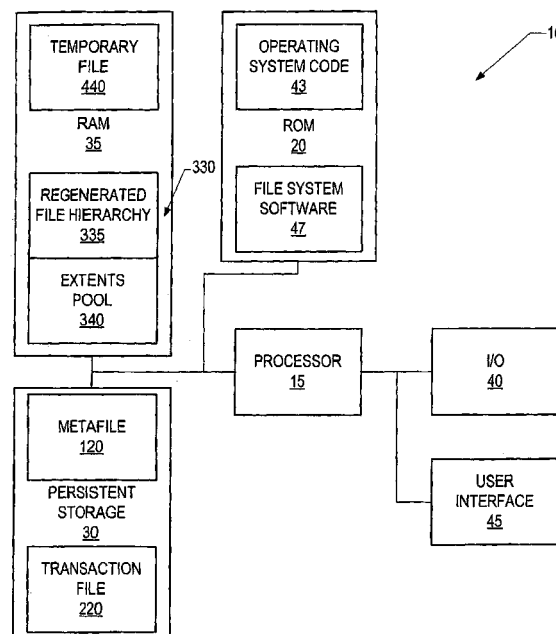 TEMPORARY
FILE
440
RAM
35
REGENERATED
FILE HIERARCHY
335
EXTENTS
POOL
340
330
OPERATING
SYSTEM CODE
43
ROM
20
FILE SYSTEM
SOFTWARE
47
PROCESSOR
15
I/O
40
USER
INTERFACE
45
METAFILE
120
PERSISTENT
STORAGE
30
TRANSACTION
FILE
220